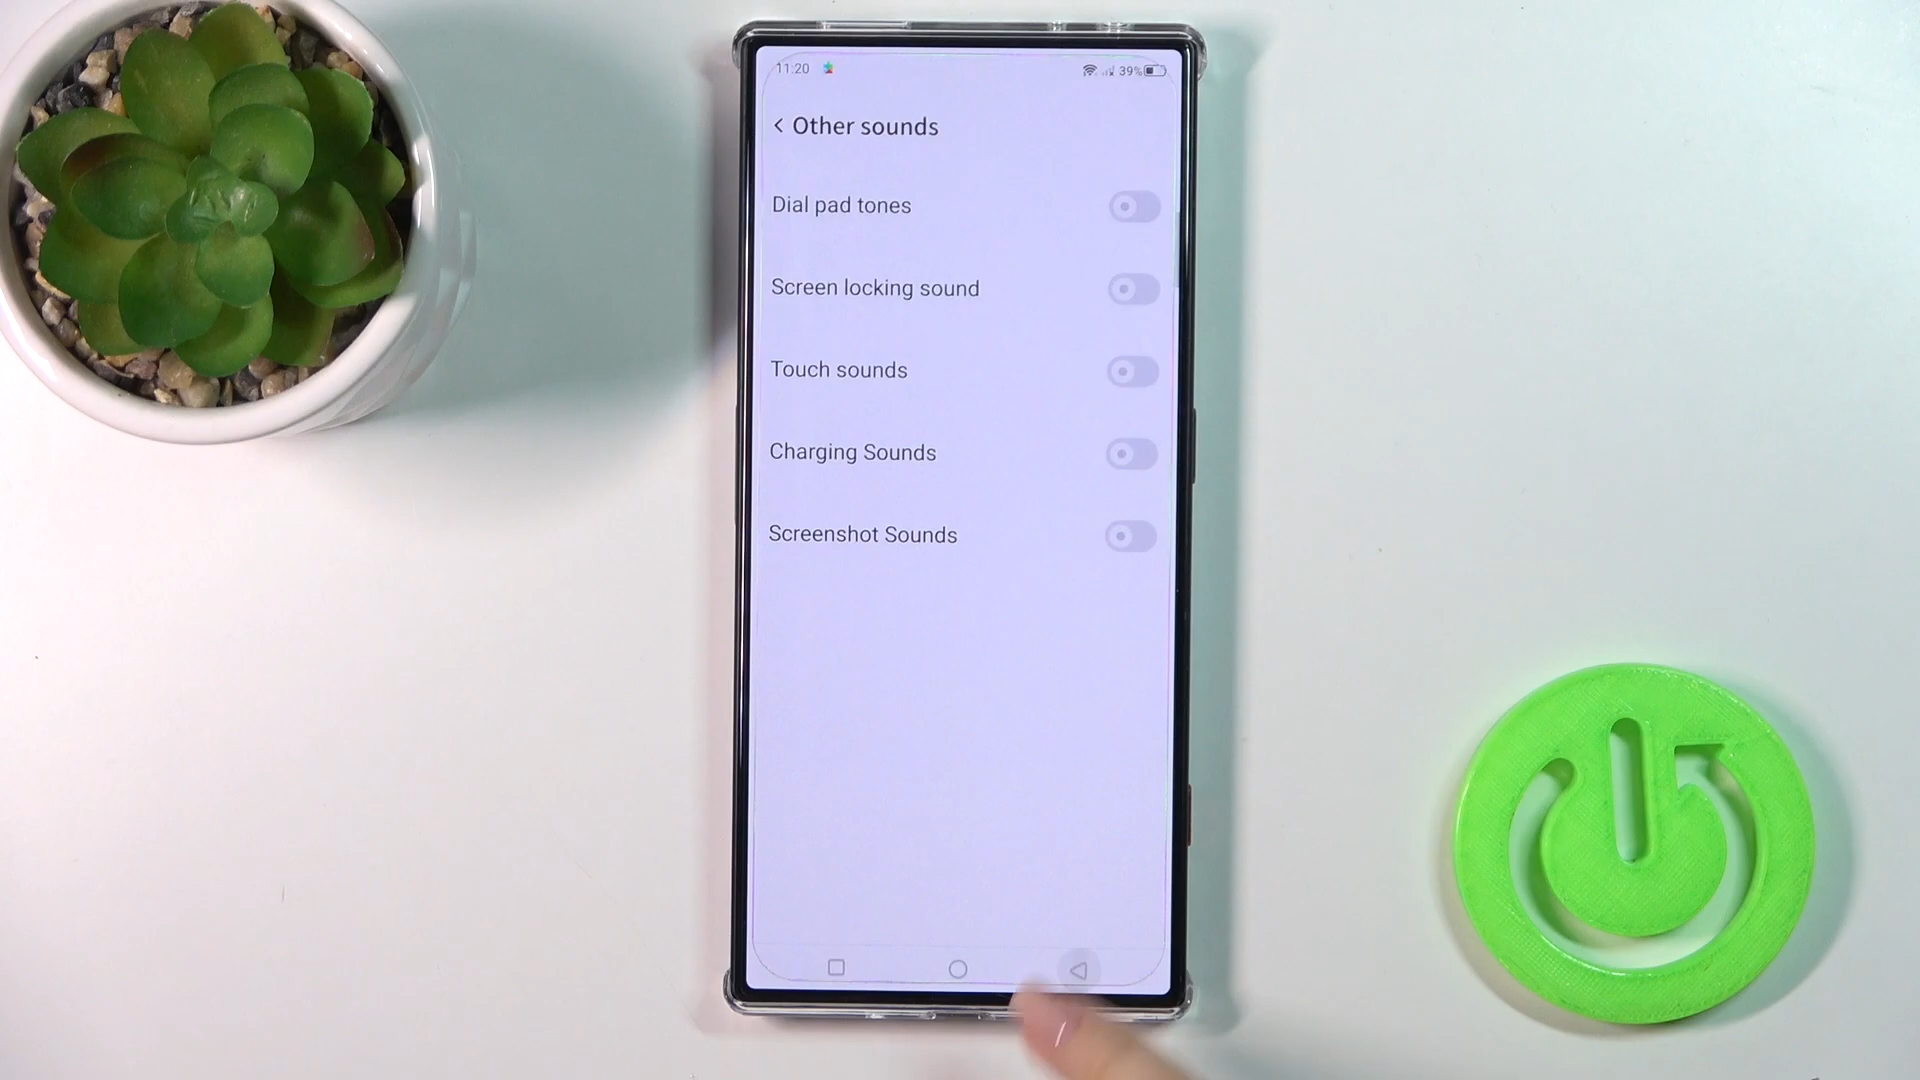 11:20
39%
Other sounds
Dial pad tones
Screen locking sound
Touch sounds
Charging Sounds
Screenshot Sounds